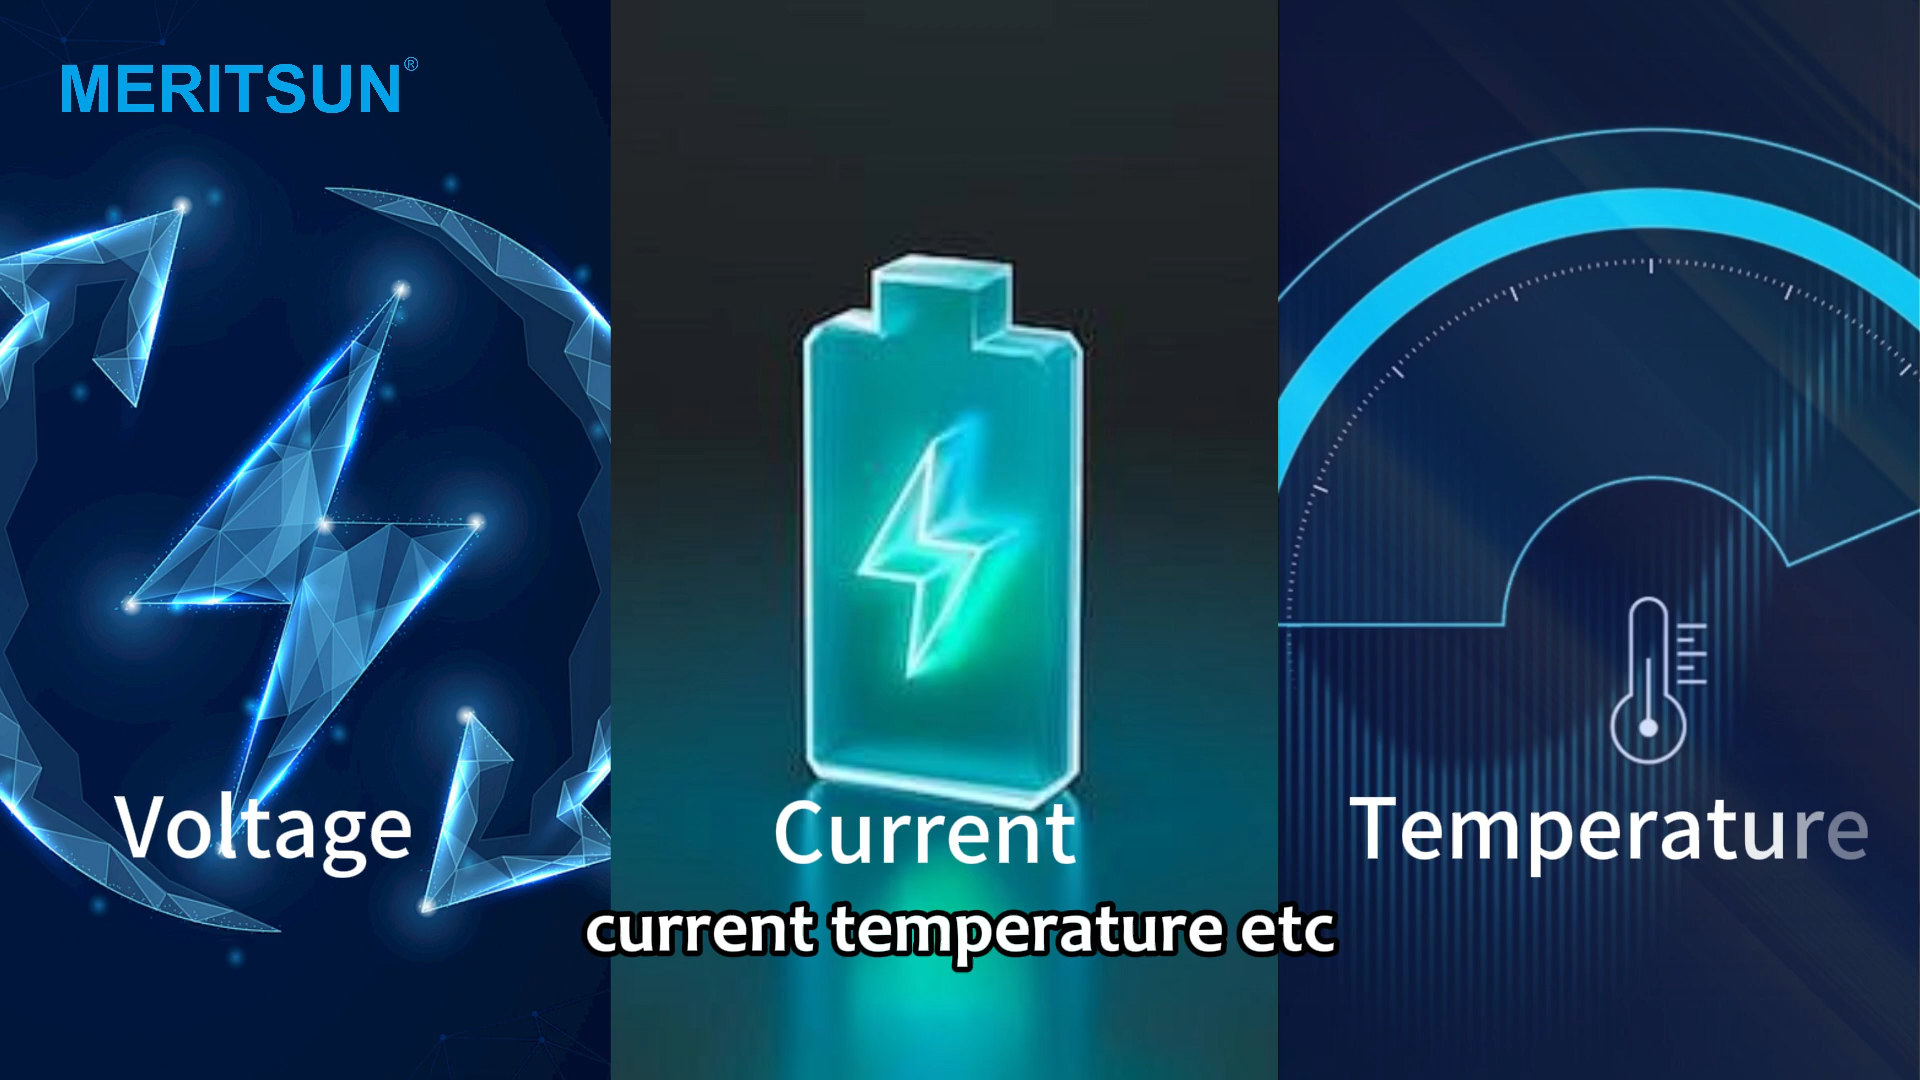 MERITSUN®
Voltage
Current
Temperature
current temperature etc